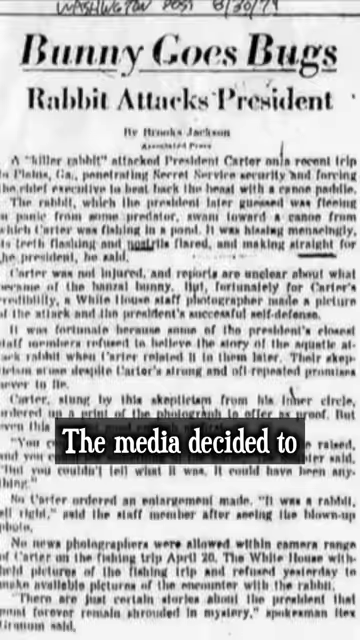 WASHINGTON POST 8/30/79
Bunny Goes Bugs
Rabbit Attacks President
By Brooks Jackson
Associated Press
A "killer rabbit" attacked President Carter on a recent trip
to Plains, Ga., penetrating Secret Service security and forcing
the chief executive to beat back the beast with a canoe paddle.
The rabbit, which the president later guessed was fleeing
in panic from some predator, swam toward a canoe from
which Carter was fishing in a pond. It was hissing menacingly,
its teeth flashing and nostrils flared, and making straight for
the president, he said.
Carter was not injured, and reports are unclear about what
became of the banzai bunny. But, fortunately for Carter's
credibility, a White House staff photographer made a picture
of the attack and the president's successful self-defense.
It was fortunate because some of the president's closest
staff members refused to believe the story of the aquatic at-
tack rabbit when Carter related it to them later. Their skep-
ticism arose despite Carter's strong and oft-repeated promises
never to lie.
Carter, stung by this skepticism from his inner circle,
ordered up a print of the photograph to offer as proof. But
even this
"You c
raised,
and you c
ter said,
The media decided to
"But you couldn't tell what it was. It could have been any-
thing."
So Carter ordered an enlargement made. "It was a rabbit,
all right," said the staff member after seeing the blown-up
photo.
No news photographers were allowed within camera range
of Carter on the fishing trip April 20. The White House with-
held pictures of the fishing trip and refused yesterday to
make available pictures of the encounter with the rabbit.
"There are just certain stories about the president that
must forever remain shrouded in mystery," spokesman Rex
Granum said.